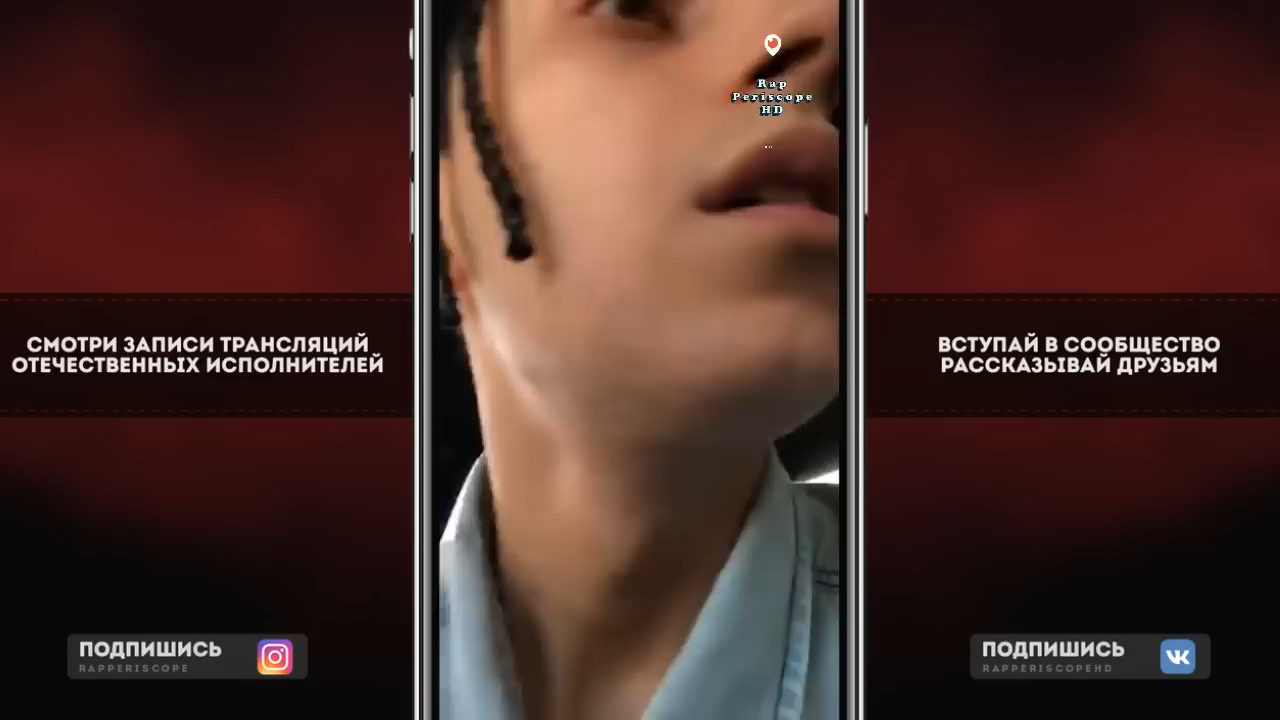 Rap
Periscope
HD
СМОТРИ ЗАПИСИ ТРАНСЛЯЦИЙ
ОТЕЧЕСТВЕННЫХ ИСПОЛНИТЕЛЕЙ
ВСТУПАЙ В СООБЩЕСТВО
РАССКАЗЫВАЙ ДРУЗЬЯМ
ПОДПИШИСЬ
RAPPERISCOPE
ПОДПИШИСЬ
RAPPERISCOPEHD